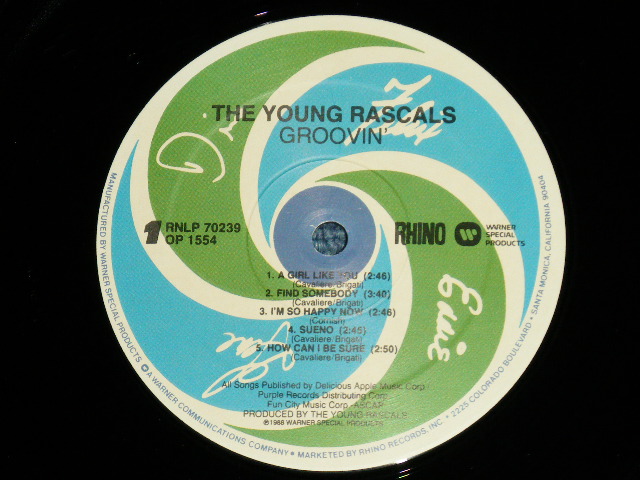 THE YOUNG RASCALS
GROOVIN'
1 RNLP 70239
OP 1554
RHINO
WARNER
SPECIAL
PRODUCTS
1. A GIRL LIKE YOU (2:46)
(Cavaliere/Brigati)
2. FIND SOMEBODY (3:40)
(Cavaliere/Brigati)
3. I'M SO HAPPY NOW (2:46)
(Cornish)
4. SUENO (2:45)
(Cavaliere/Brigati)
5. HOW CAN I BE SURE (2:50)
(Cavaliere/Brigati)
All Songs Published by Delicious Apple Music Corp.
Purple Records Distributing Corp.
Fun City Music Corp.-ASCAP
PRODUCED BY THE YOUNG RASCALS
℗1988 WARNER SPECIAL PRODUCTS
MANUFACTURED BY WARNER SPECIAL PRODUCTS. A WARNER COMMUNICATIONS COMPANY • MARKETED BY RHINO RECORDS, INC. • 2225 COLORADO BOULEVARD • SANTA MONICA, CALIFORNIA 90404